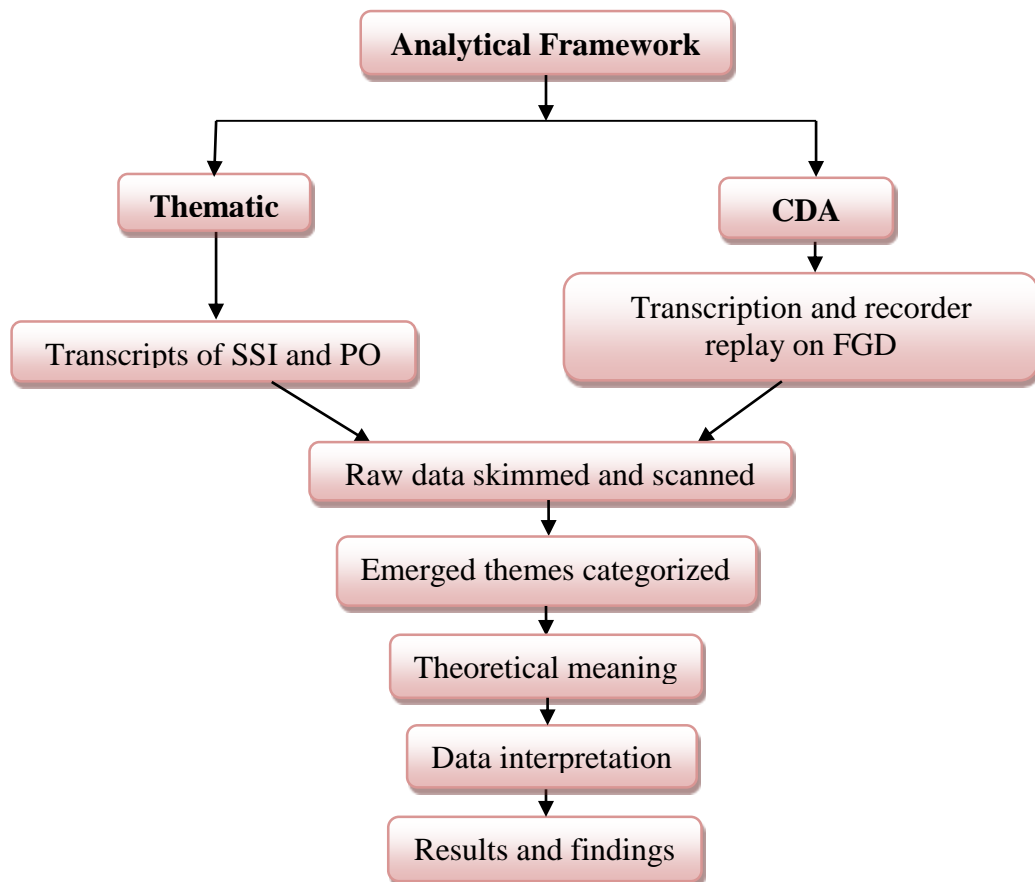 Analytical Framework
Thematic
CDA
Transcription and recorder
replay on FGD
Transcripts of SSI and PO
Raw data skimmed and scanned
Emerged themes categorized
Theoretical meaning
Data interpretation
Results and findings